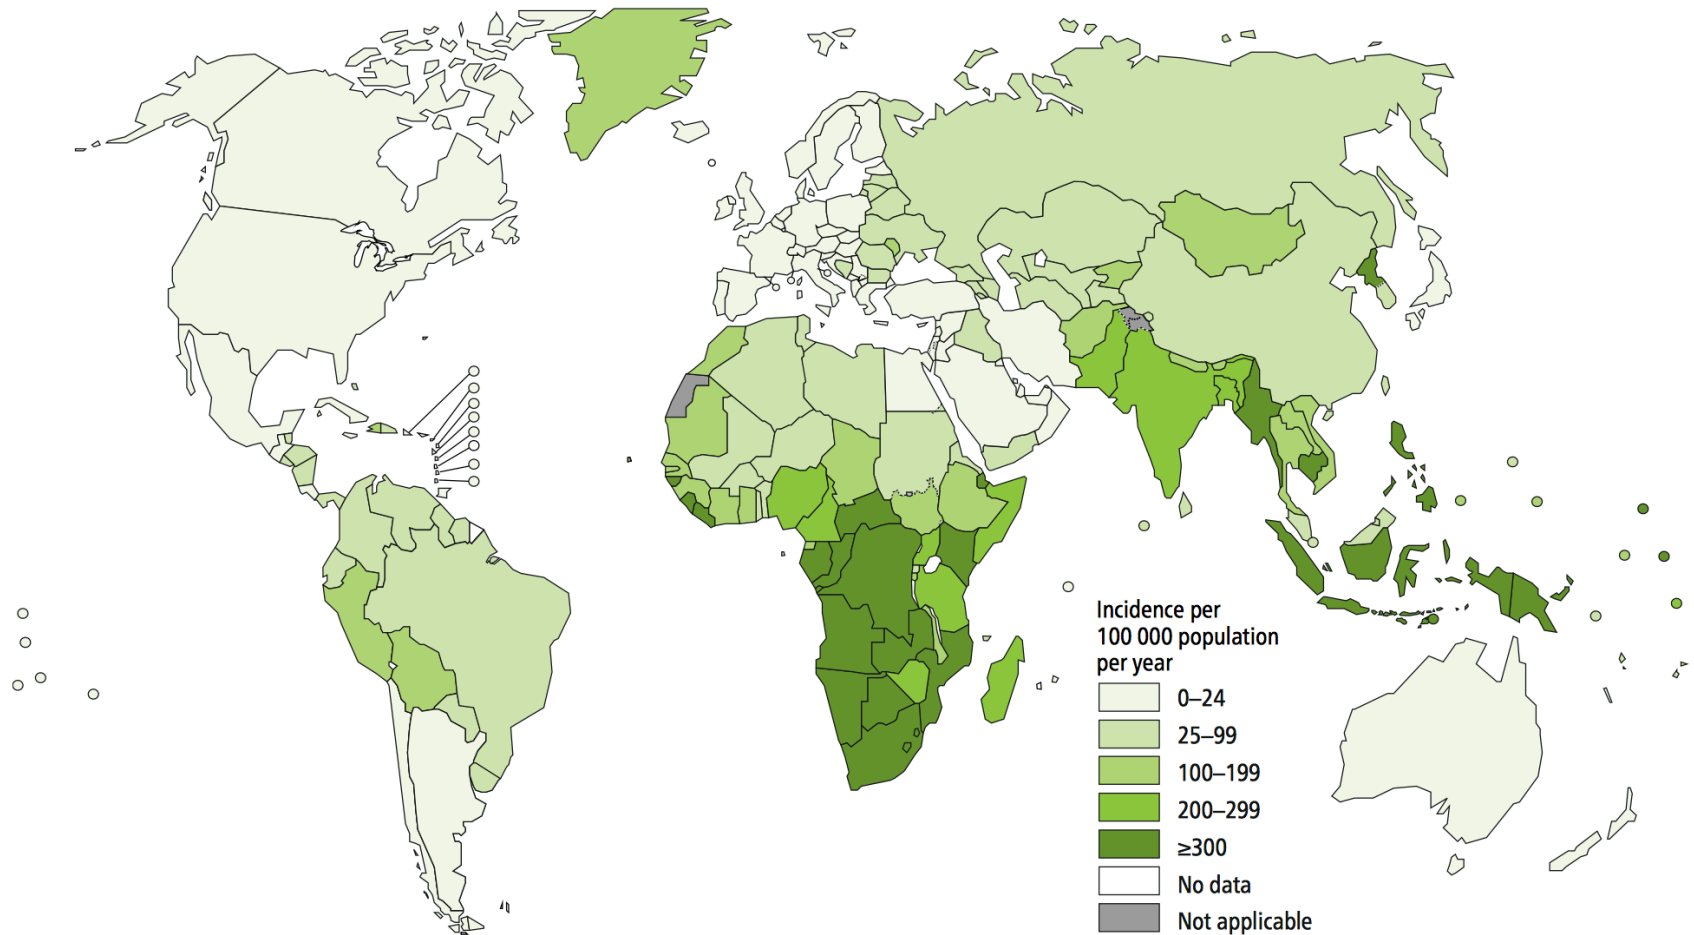 Incidence per
100 000 population
per year
0–24
25–99
100–199
200–299
≥300
No data
Not applicable